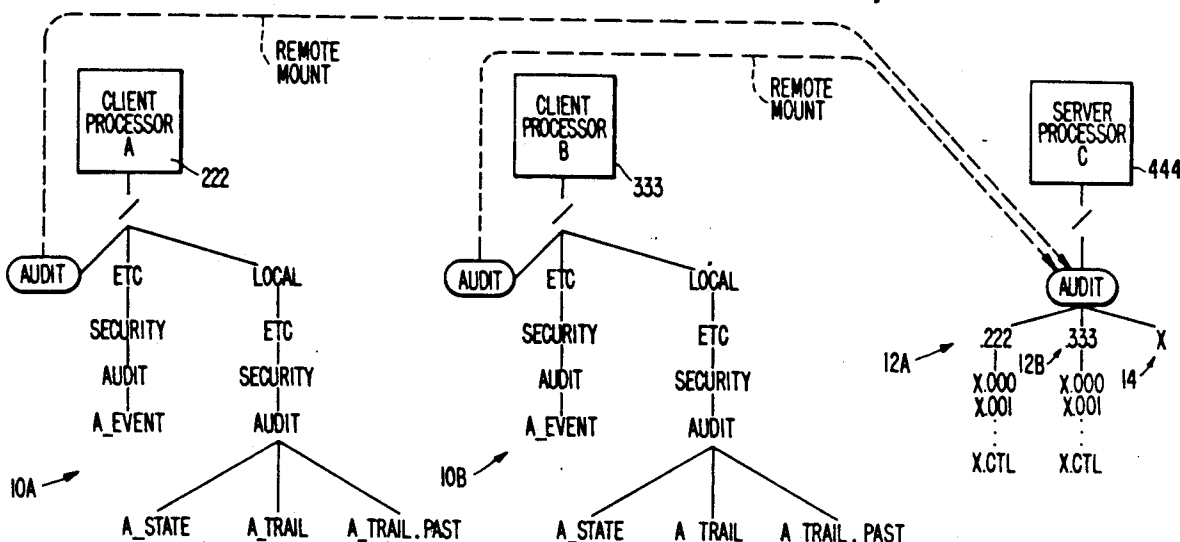 REMOTE
MOUNT
REMOTE
MOUNT
CLIENT
PROCESSOR
A
222
CLIENT
PROCESSOR
B
333
SERVER
PROCESSOR
C
444
/
/
/
AUDIT
ETC
LOCAL
AUDIT
ETC
LOCAL
AUDIT
SECURITY
ETC
SECURITY
ETC
12A
.222
12B
.333
14
X
AUDIT
SECURITY
AUDIT
SECURITY
X.000
X.000
X.001
X.001
A_EVENT
AUDIT
A_EVENT
AUDIT
X.CTL
X.CTL
10A
10B
A_STATE
A_TRAIL
A_TRAIL.PAST
A_STATE
A_TRAIL
A_TRAIL.PAST